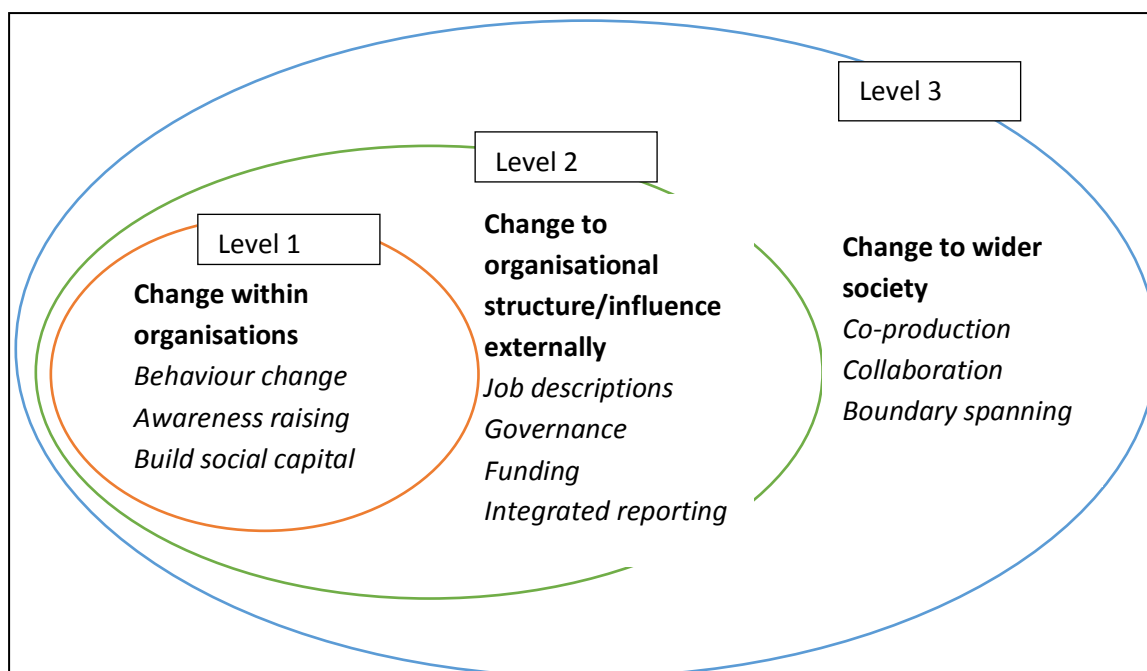 Level 1
Change within
organisations
Behaviour change
Awareness raising
Build social capital
Level 2
Change to
organisational
structure/influence
externally
Job descriptions
Governance
Funding
Integrated reporting
Level 3
Change to wider
society
Co-production
Collaboration
Boundary spanning